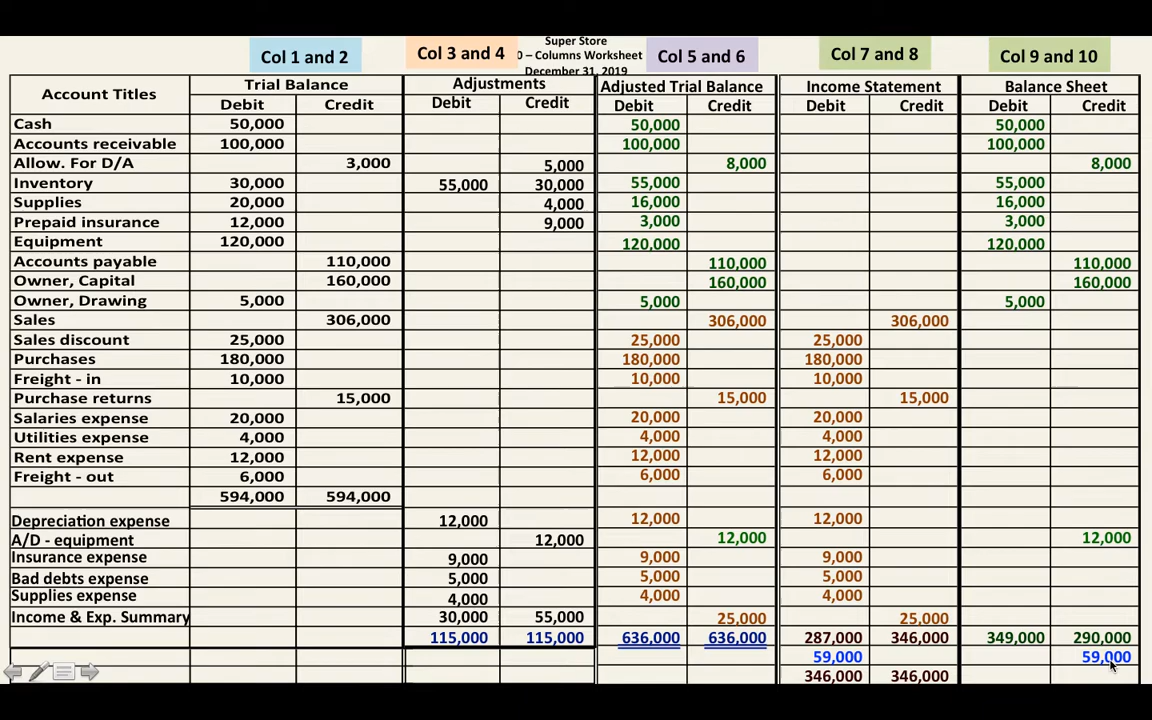 Super Store
Col 1 and 2 Col 3 and 4 0 – Columns Worksheet Col 5 and 6 Col 7 and 8 Col 9 and 10
December 31, 2019
Account Titles Trial Balance Adjustments Adjusted Trial Balance Income Statement Balance Sheet
Debit Credit Debit Credit Debit Credit Debit Credit Debit Credit
Cash 50,000 50,000 50,000
Accounts receivable 100,000 100,000 100,000
Allow. For D/A 3,000 5,000 8,000 8,000
Inventory 30,000 55,000 30,000 55,000 55,000
Supplies 20,000 4,000 16,000 16,000
Prepaid insurance 12,000 9,000 3,000 3,000
Equipment 120,000 120,000 120,000
Accounts payable 110,000 110,000 110,000
Owner, Capital 160,000 160,000 160,000
Owner, Drawing 5,000 5,000 5,000
Sales 306,000 306,000 306,000
Sales discount 25,000 25,000 25,000
Purchases 180,000 180,000 180,000
Freight - in 10,000 10,000 10,000
Purchase returns 15,000 15,000 15,000
Salaries expense 20,000 20,000 20,000
Utilities expense 4,000 4,000 4,000
Rent expense 12,000 12,000 12,000
Freight - out 6,000 6,000 6,000
594,000 594,000
Depreciation expense 12,000 12,000 12,000
A/D - equipment 12,000 12,000 12,000
Insurance expense 9,000 9,000 9,000
Bad debts expense 5,000 5,000 5,000
Supplies expense 4,000 4,000 4,000
Income & Exp. Summary 30,000 55,000 25,000 25,000
115,000 115,000 636,000 636,000 287,000 346,000 349,000 290,000
59,000 59,000
346,000 346,000